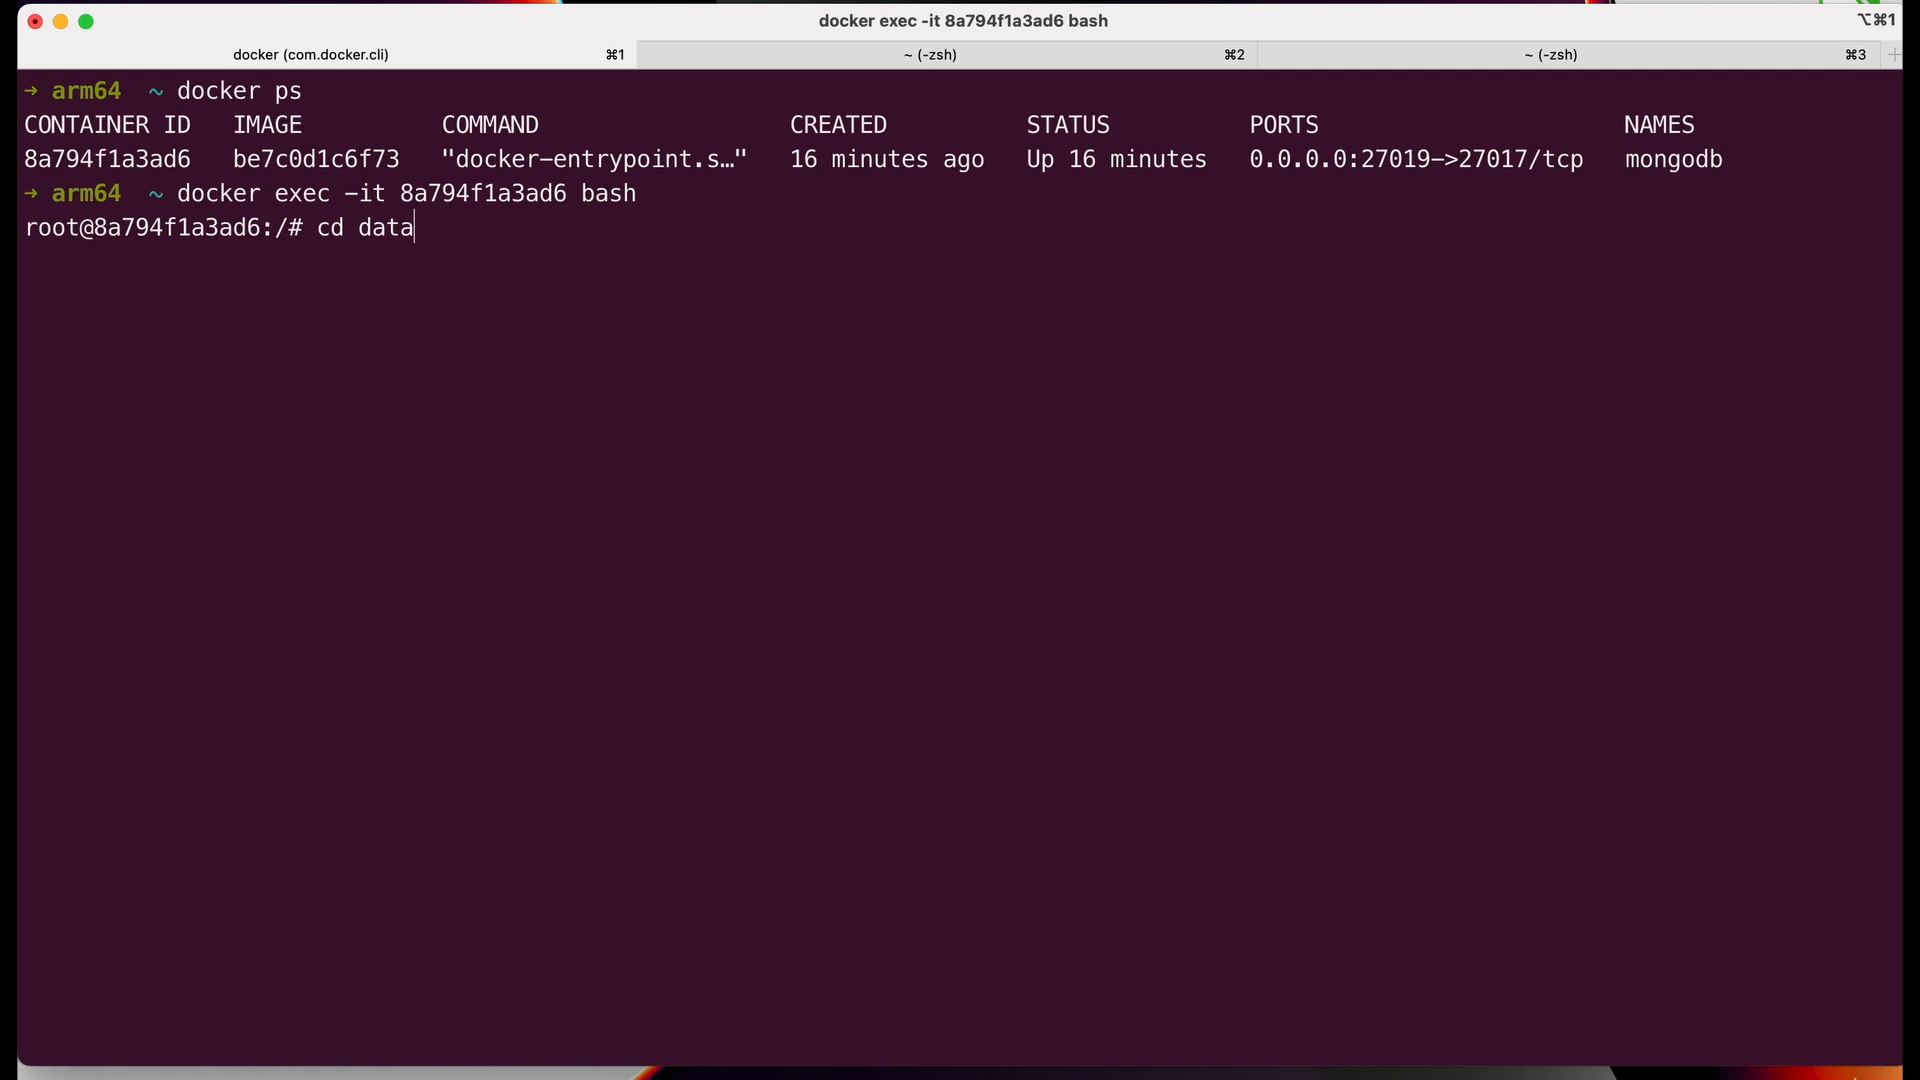 docker exec -it 8a794f1a3ad6 bash
⌥⌘1
docker (com.docker.cli) ⌘1 ~ (-zsh) ⌘2 ~ (-zsh) ⌘3 +
→ arm64 ~ docker ps
CONTAINER ID IMAGE COMMAND CREATED STATUS PORTS NAMES
8a794f1a3ad6 be7c0d1c6f73 "docker-entrypoint.s…" 16 minutes ago Up 16 minutes 0.0.0.0:27019->27017/tcp mongodb
→ arm64 ~ docker exec -it 8a794f1a3ad6 bash
root@8a794f1a3ad6:/# cd data